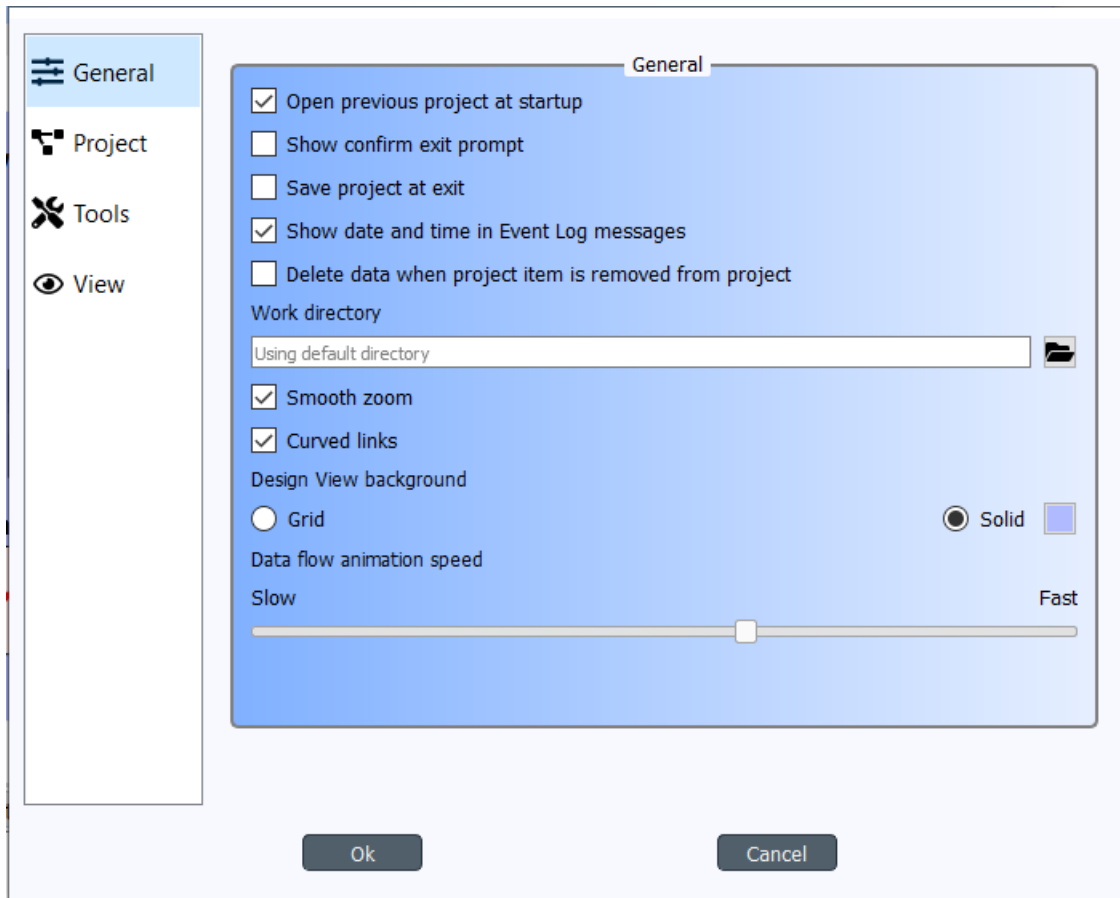 General
Project
Tools
View
General
Open previous project at startup
Show confirm exit prompt
Save project at exit
Show date and time in Event Log messages
Delete data when project item is removed from project
Work directory
Using default directory
Smooth zoom
Curved links
Design View background
Grid Solid
Data flow animation speed
Slow Fast
Ok Cancel